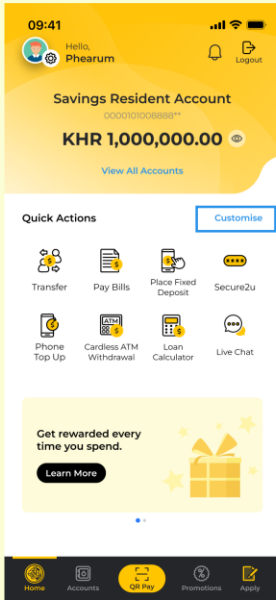 09:41
Hello,
Phearum
Logout
Savings Resident Account
0000101008888**
KHR 1,000,000.00
View All Accounts
Quick Actions
Customise
Transfer
Pay Bills
Place Fixed
Deposit
Secure2u
Phone
Top Up
ATM
Cardless ATM
Withdrawal
Loan
Calculator
Live Chat
Get rewarded every
time you spend.
Learn More
Home
Accounts
QR Pay
Promotions
Apply